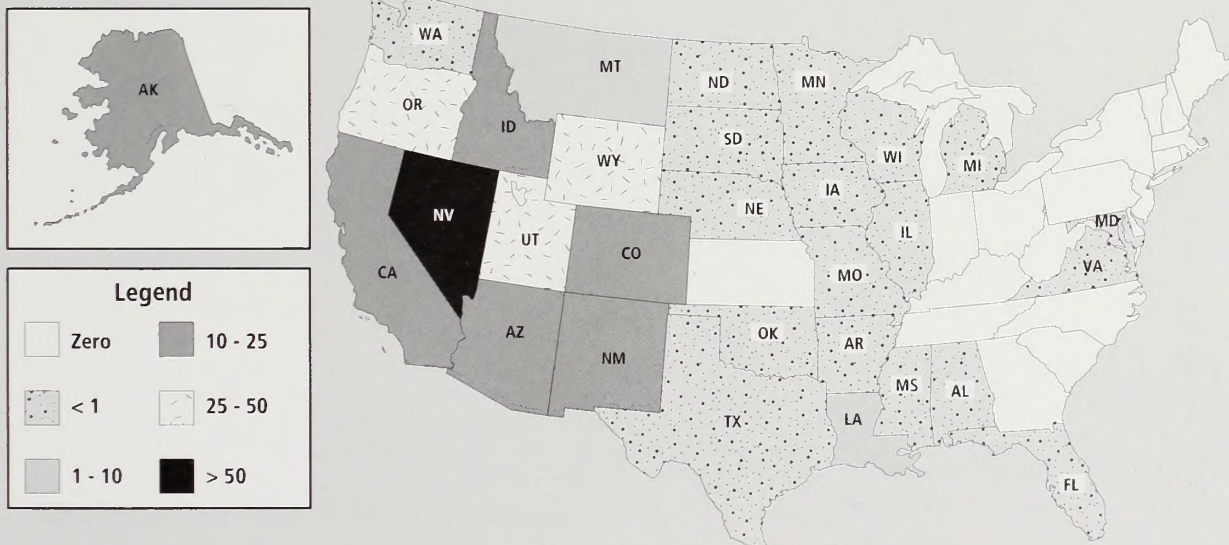 AK
WA
MT
ND
MN
OR
ID
SD
WI
MI
WY
IA
NE
NV
IL
MD
UT
CO
VA
CA
MO
AZ
OK
AR
NM
MS
AL
TX
LA
FL
Legend
Zero
10 - 25
< 1
25 - 50
1 - 10
> 50